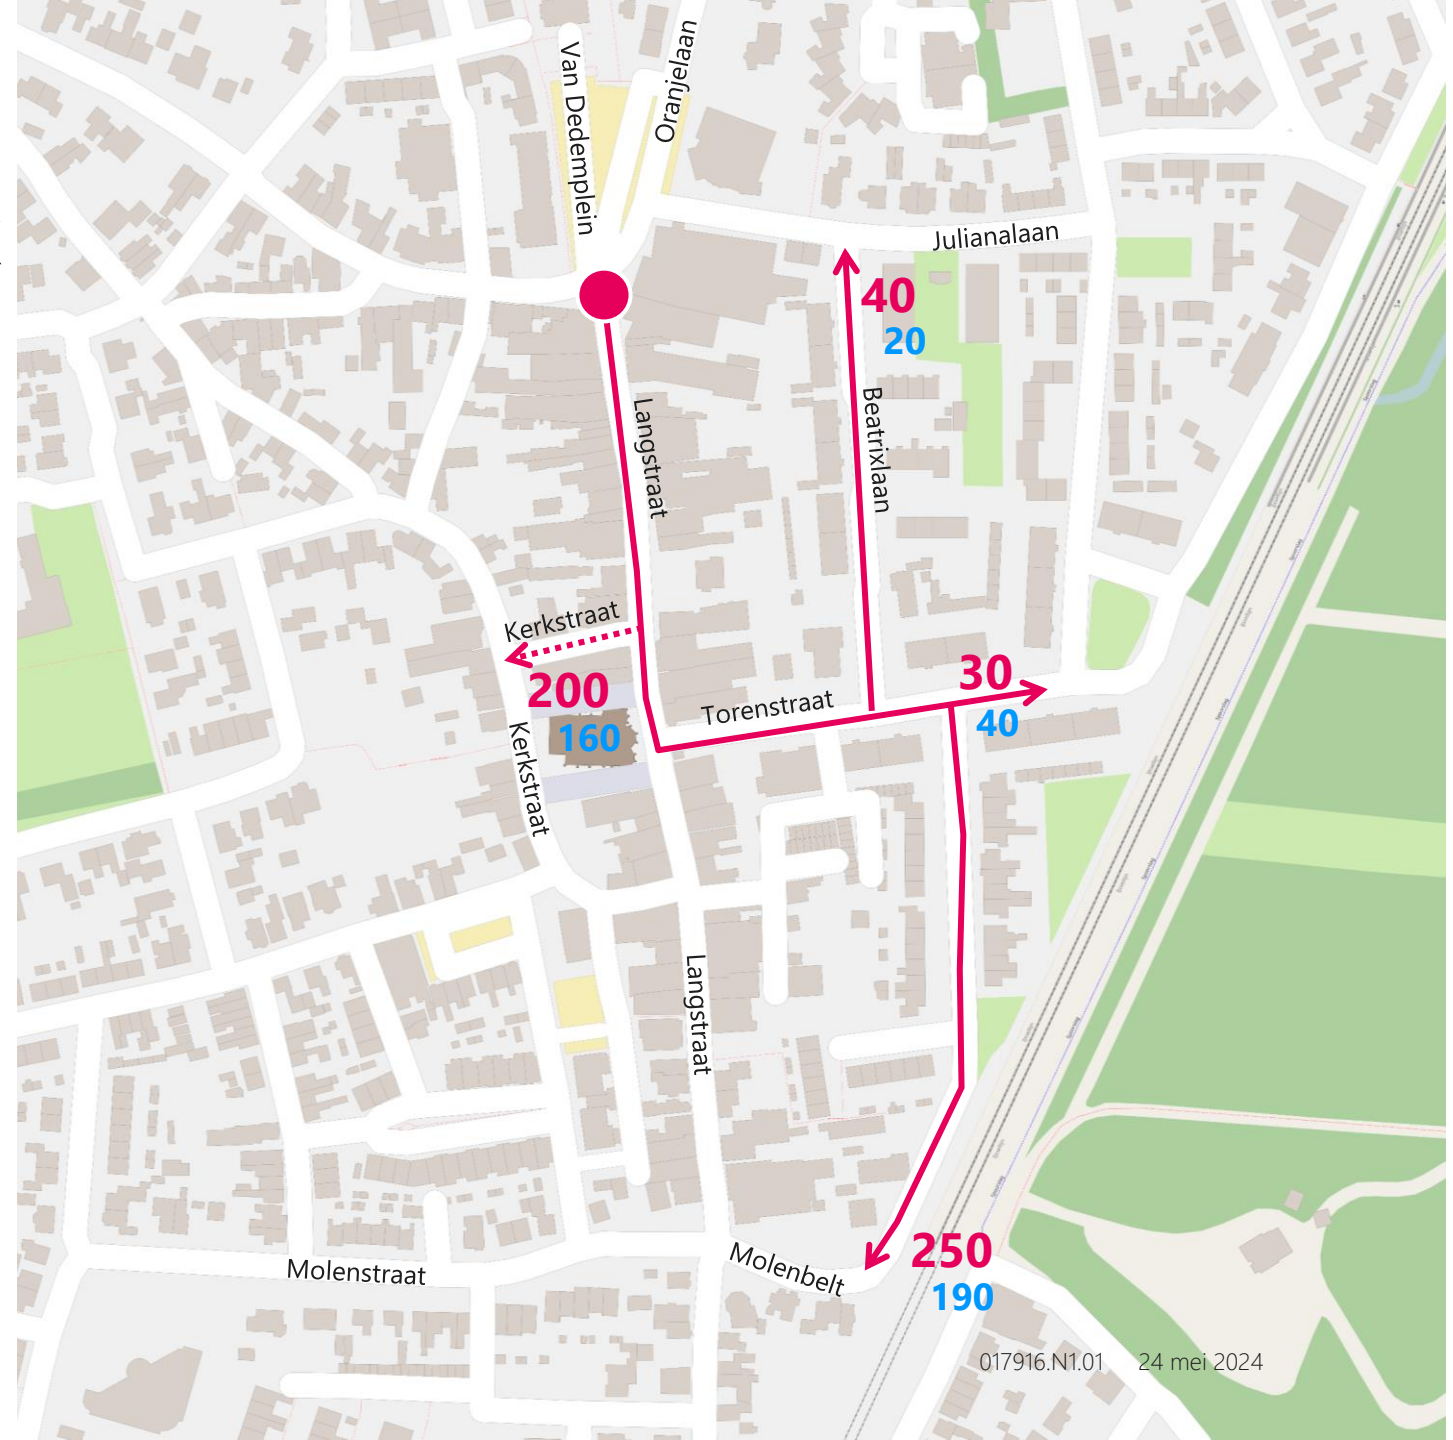 Van Dedemplein
Oranjelaan
Julianalaan
40
20
Langstraat
Beatrixlaan
Kerkstraat
200
160
Torenstraat
30
40
Kerkstraat
Langstraat
Molenstraat
Molenbelt
250
190
017916.N1.01 24 mei 2024